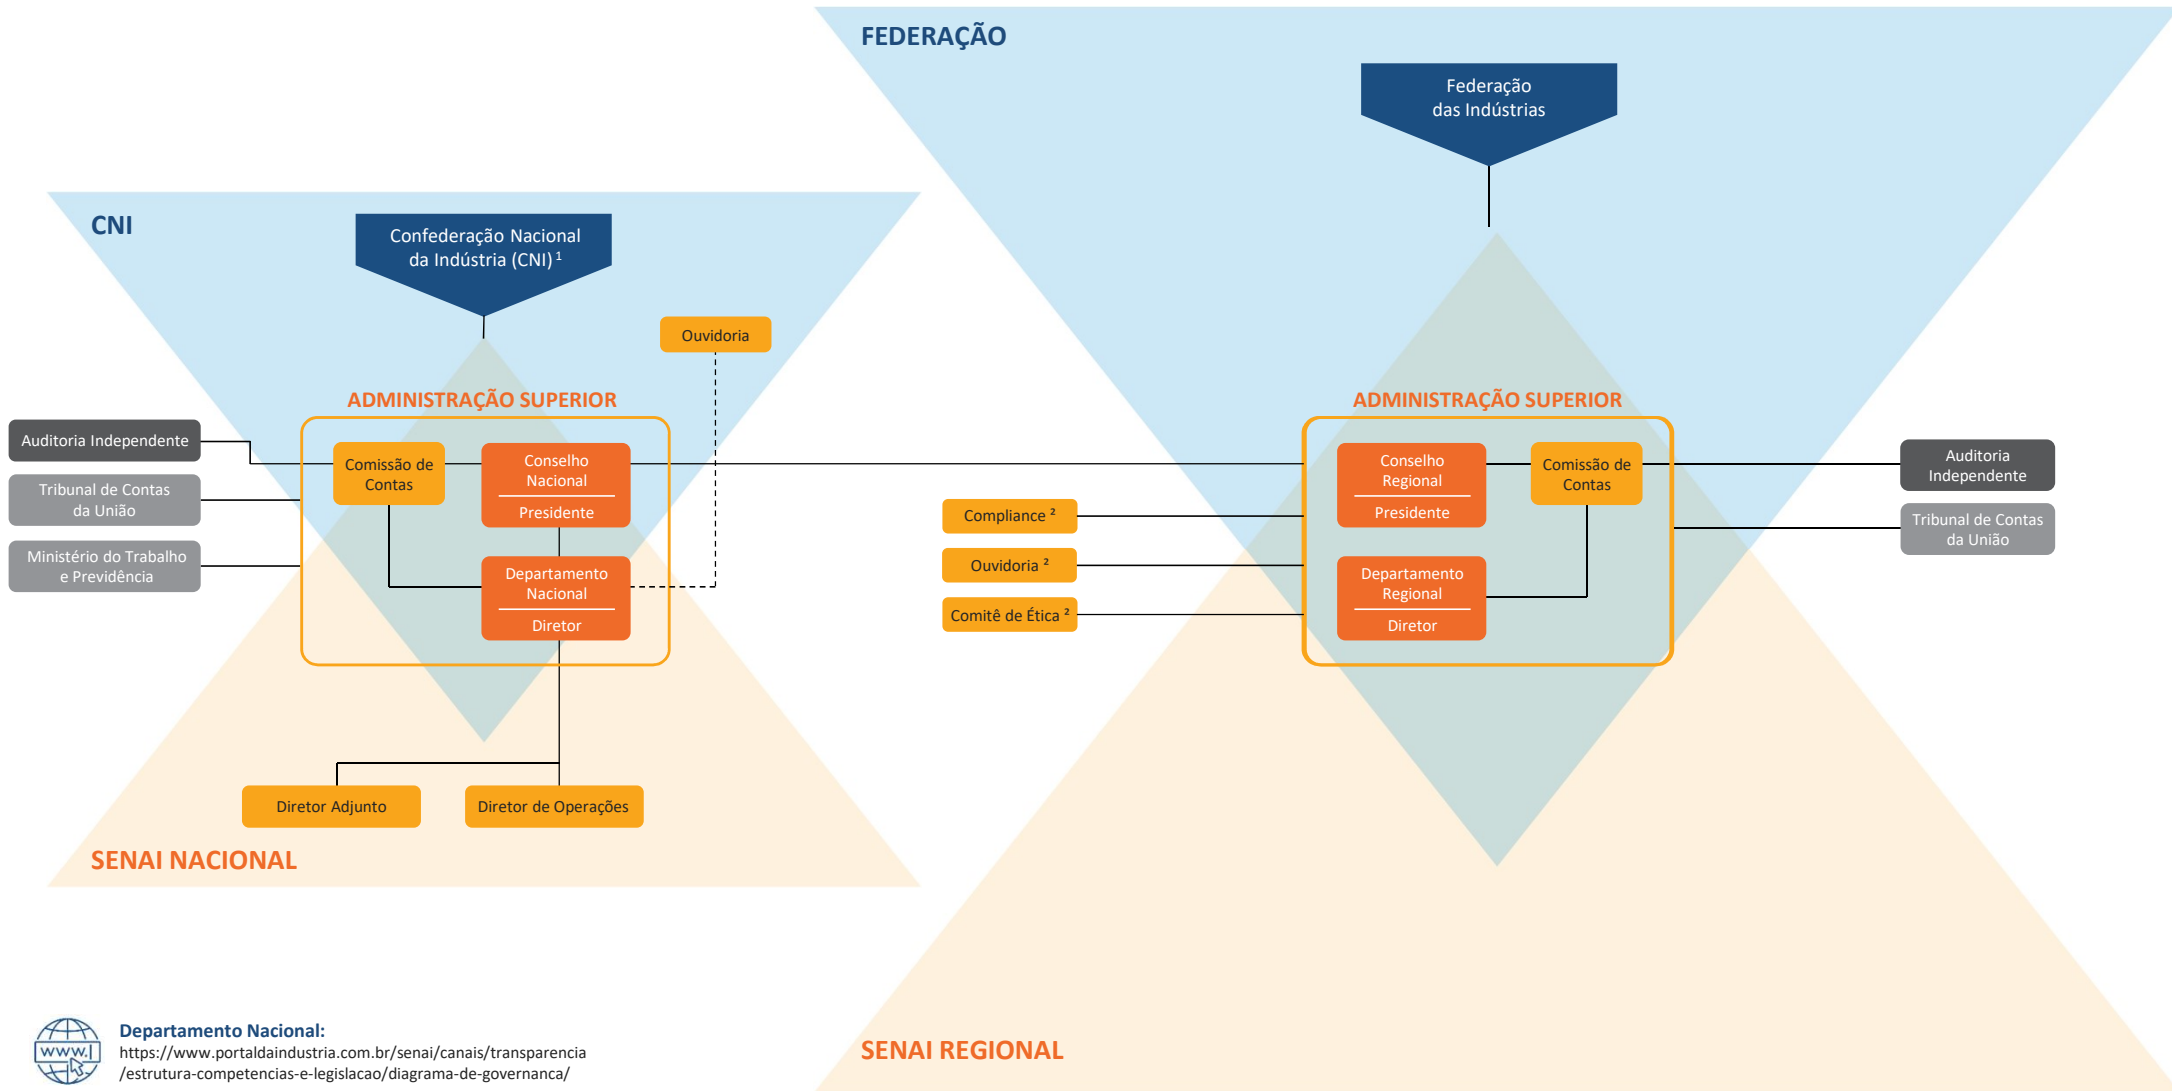 FEDERAÇÃO
Federação
das Indústrias
CNI
Confederação Nacional
da Indústria (CNI) ¹
Ouvidoria
ADMINISTRAÇÃO SUPERIOR
Auditoria Independente
Tribunal de Contas
da União
Ministério do Trabalho
e Previdência
Comissão de
Contas
Conselho
Nacional
Presidente
Departamento
Nacional
Diretor
Diretor Adjunto
Diretor de Operações
SENAI NACIONAL
ADMINISTRAÇÃO SUPERIOR
Compliance ²
Ouvidoria ²
Comitê de Ética ²
Conselho
Regional
Presidente
Comissão de
Contas
Departamento
Regional
Diretor
Auditoria
Independente
Tribunal de Contas
da União
SENAI REGIONAL
www.
Departamento Nacional:
https://www.portaldaindustria.com.br/senai/canais/transparencia
/estrutura-competencias-e-legislacao/diagrama-de-governanca/